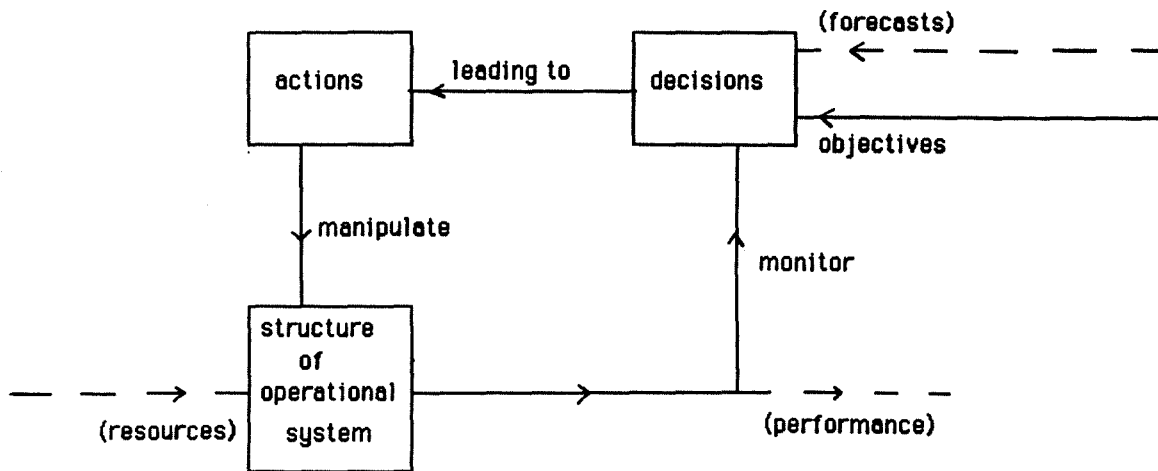 (forecasts)
actions
leading to
decisions
objectives
manipulate
monitor
structure
of
operational
system
(resources)
(performance)